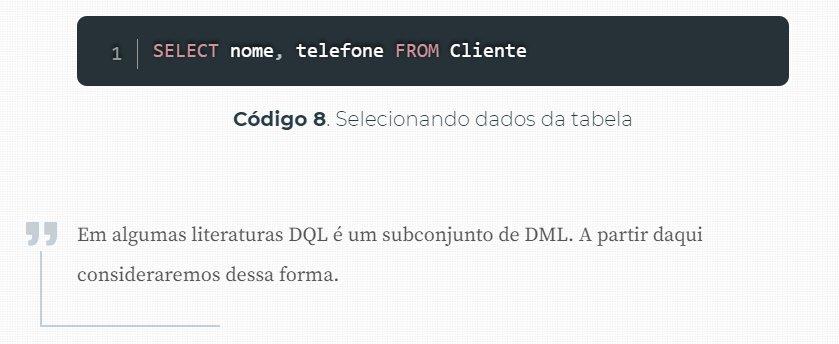 1 SELECT nome, telefone FROM Cliente
Código 8. Selecionando dados da tabela
Em algumas literaturas DQL é um subconjunto de DML. A partir daqui
consideraremos dessa forma.